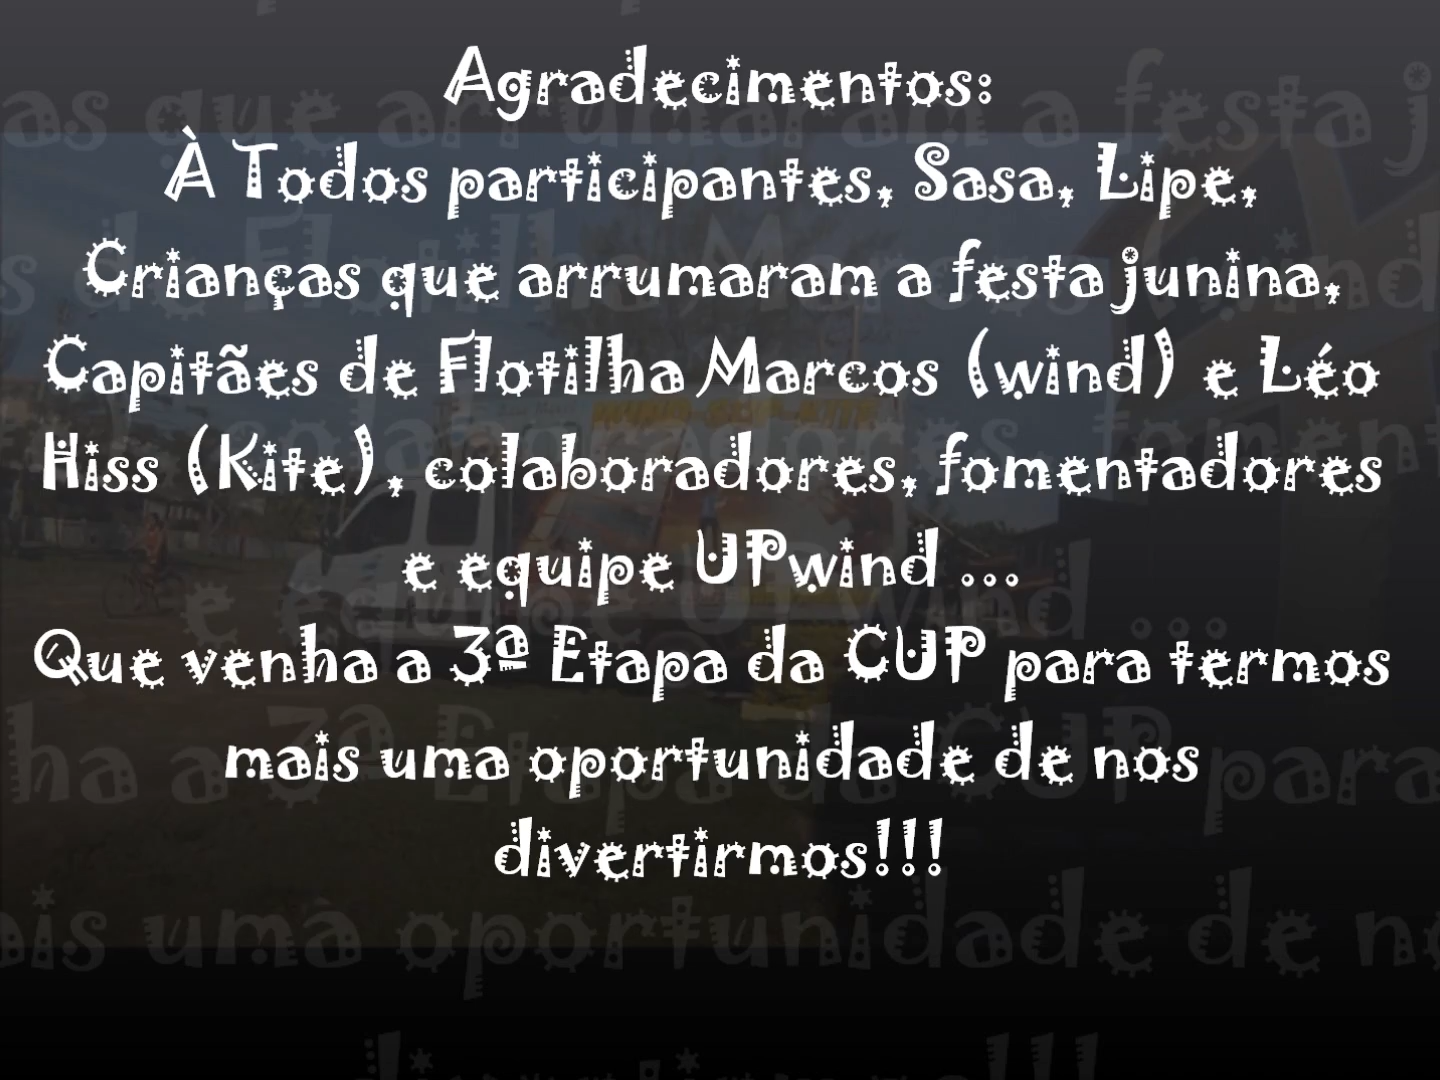 Agradecimentos:
À Todos participantes, Sasa, Lipe,
Crianças que arrumaram a festa junina,
Capitães de Flotilha Marcos (wind) e Léo
Hiss (Kite), colaboradores, fomentadores
e equipe UPwind ...
Que venha a 3ª Etapa da CUP para termos
mais uma oportunidade de nos
divertirmos!!!